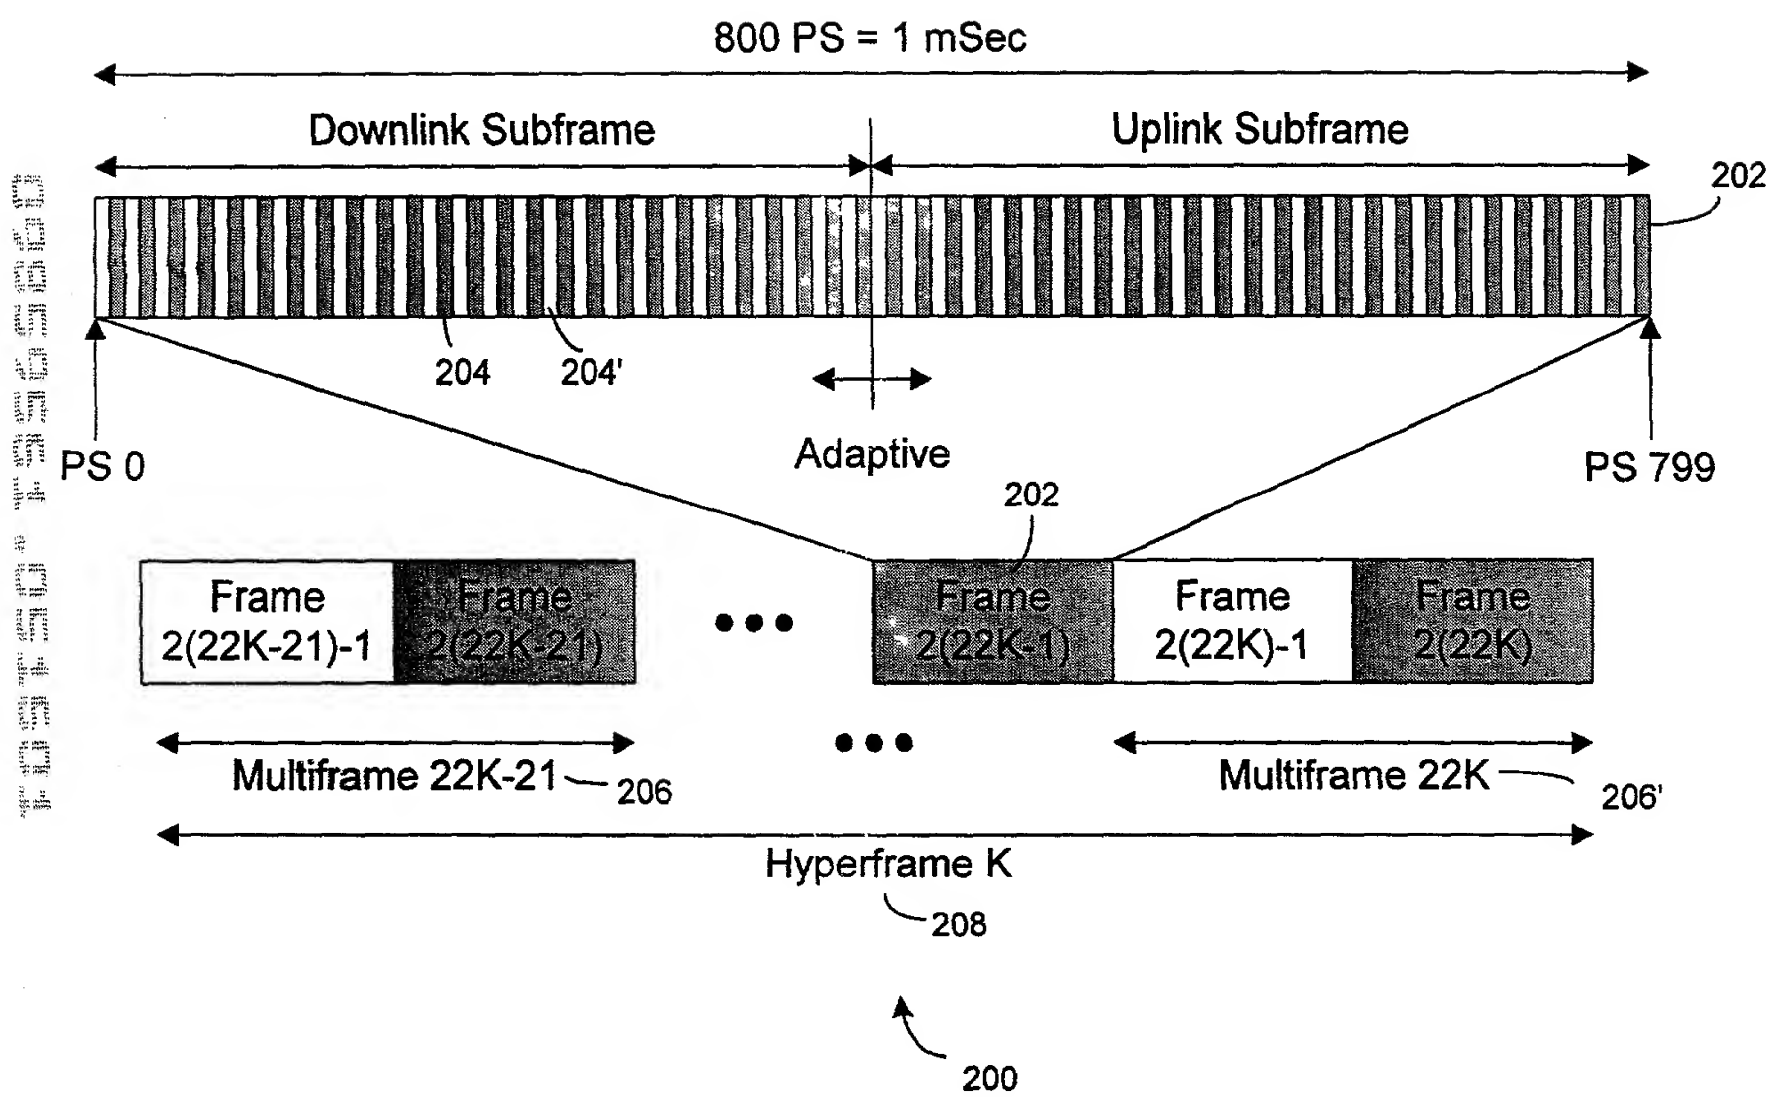 800 PS = 1 mSec
Downlink Subframe
Uplink Subframe
202
204
204'
PS 0
Adaptive
PS 799
202
Frame
2(22K-21)-1
Frame
2(22K-21)
Frame
2(22K-1)
Frame
2(22K)-1
Frame
2(22K)
Multiframe 22K-21
206
Multiframe 22K
206'
Hyperframe K
208
200